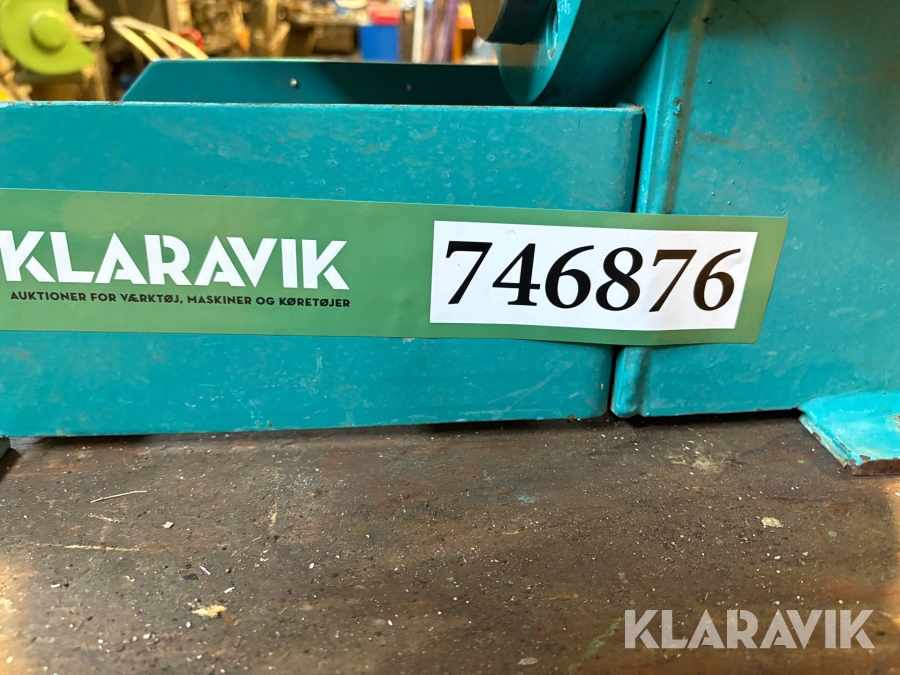 KLARAVIK
AUKTIONER FOR VÆRKTØJ, MASKINER OG KØRETØJER
746876
KLARAVIK